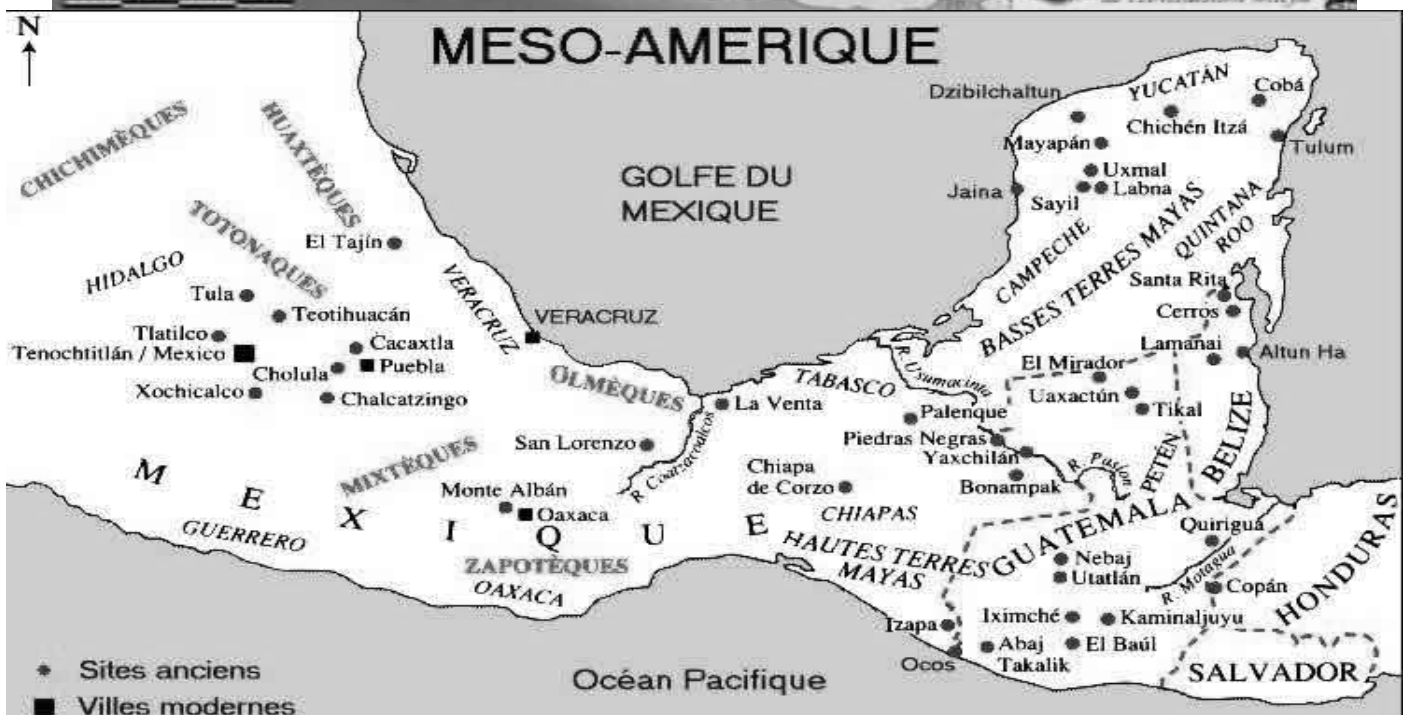 N
MESO-AMERIQUE
CHICHIMÈQUES
HUAXTÈQUES
TOTONAQUES
HIDALGO
El Tajín
Tula
Teotihuacán
Tlatilco
Cacaxtla
Tenochtitlán / Mexico
Puebla
Cholula
Xochicalco
Chalcatzingo
VERACRUZ
VERACRUZ
GOLFE DU
MEXIQUE
OLMÈQUES
La Venta
San Lorenzo
R. Coarsacoalcos
MIXTÈQUES
Monte Albán
Oaxaca
MEXIQUE
GUERRERO
ZAPOTÈQUES
OAXACA
Dzibilchaltun
YUCATÁN
Cobá
Chichén Itzá
Mayapán
Tulum
Uxmal
Jaina
Labna
Sayil
CAMPECHE
BASSES TERRES MAYAS
QUINTANA
ROO
Santa Rita
Cerros
Lamanai
Altun Ha
El Mirador
Uaxactún
Tikal
TABASCO
R. Usumacinta
Palenque
Piedras Negras
Yaxchilán
Bonampak
R. Pasion
PETÉN
BELIZE
Chiapa
de Corzo
CHIAPAS
HAUTES TERRES
MAYAS
GUATEMALA
Quiriguá
Nebaj
Utatlán
R. Motagua
Copán
HONDURAS
Izapa
Iximché
Kaminaljuyu
Ocos
Abaj
Takalik
El Baúl
SALVADOR
Océan Pacifique
Sites anciens
Villes modernes